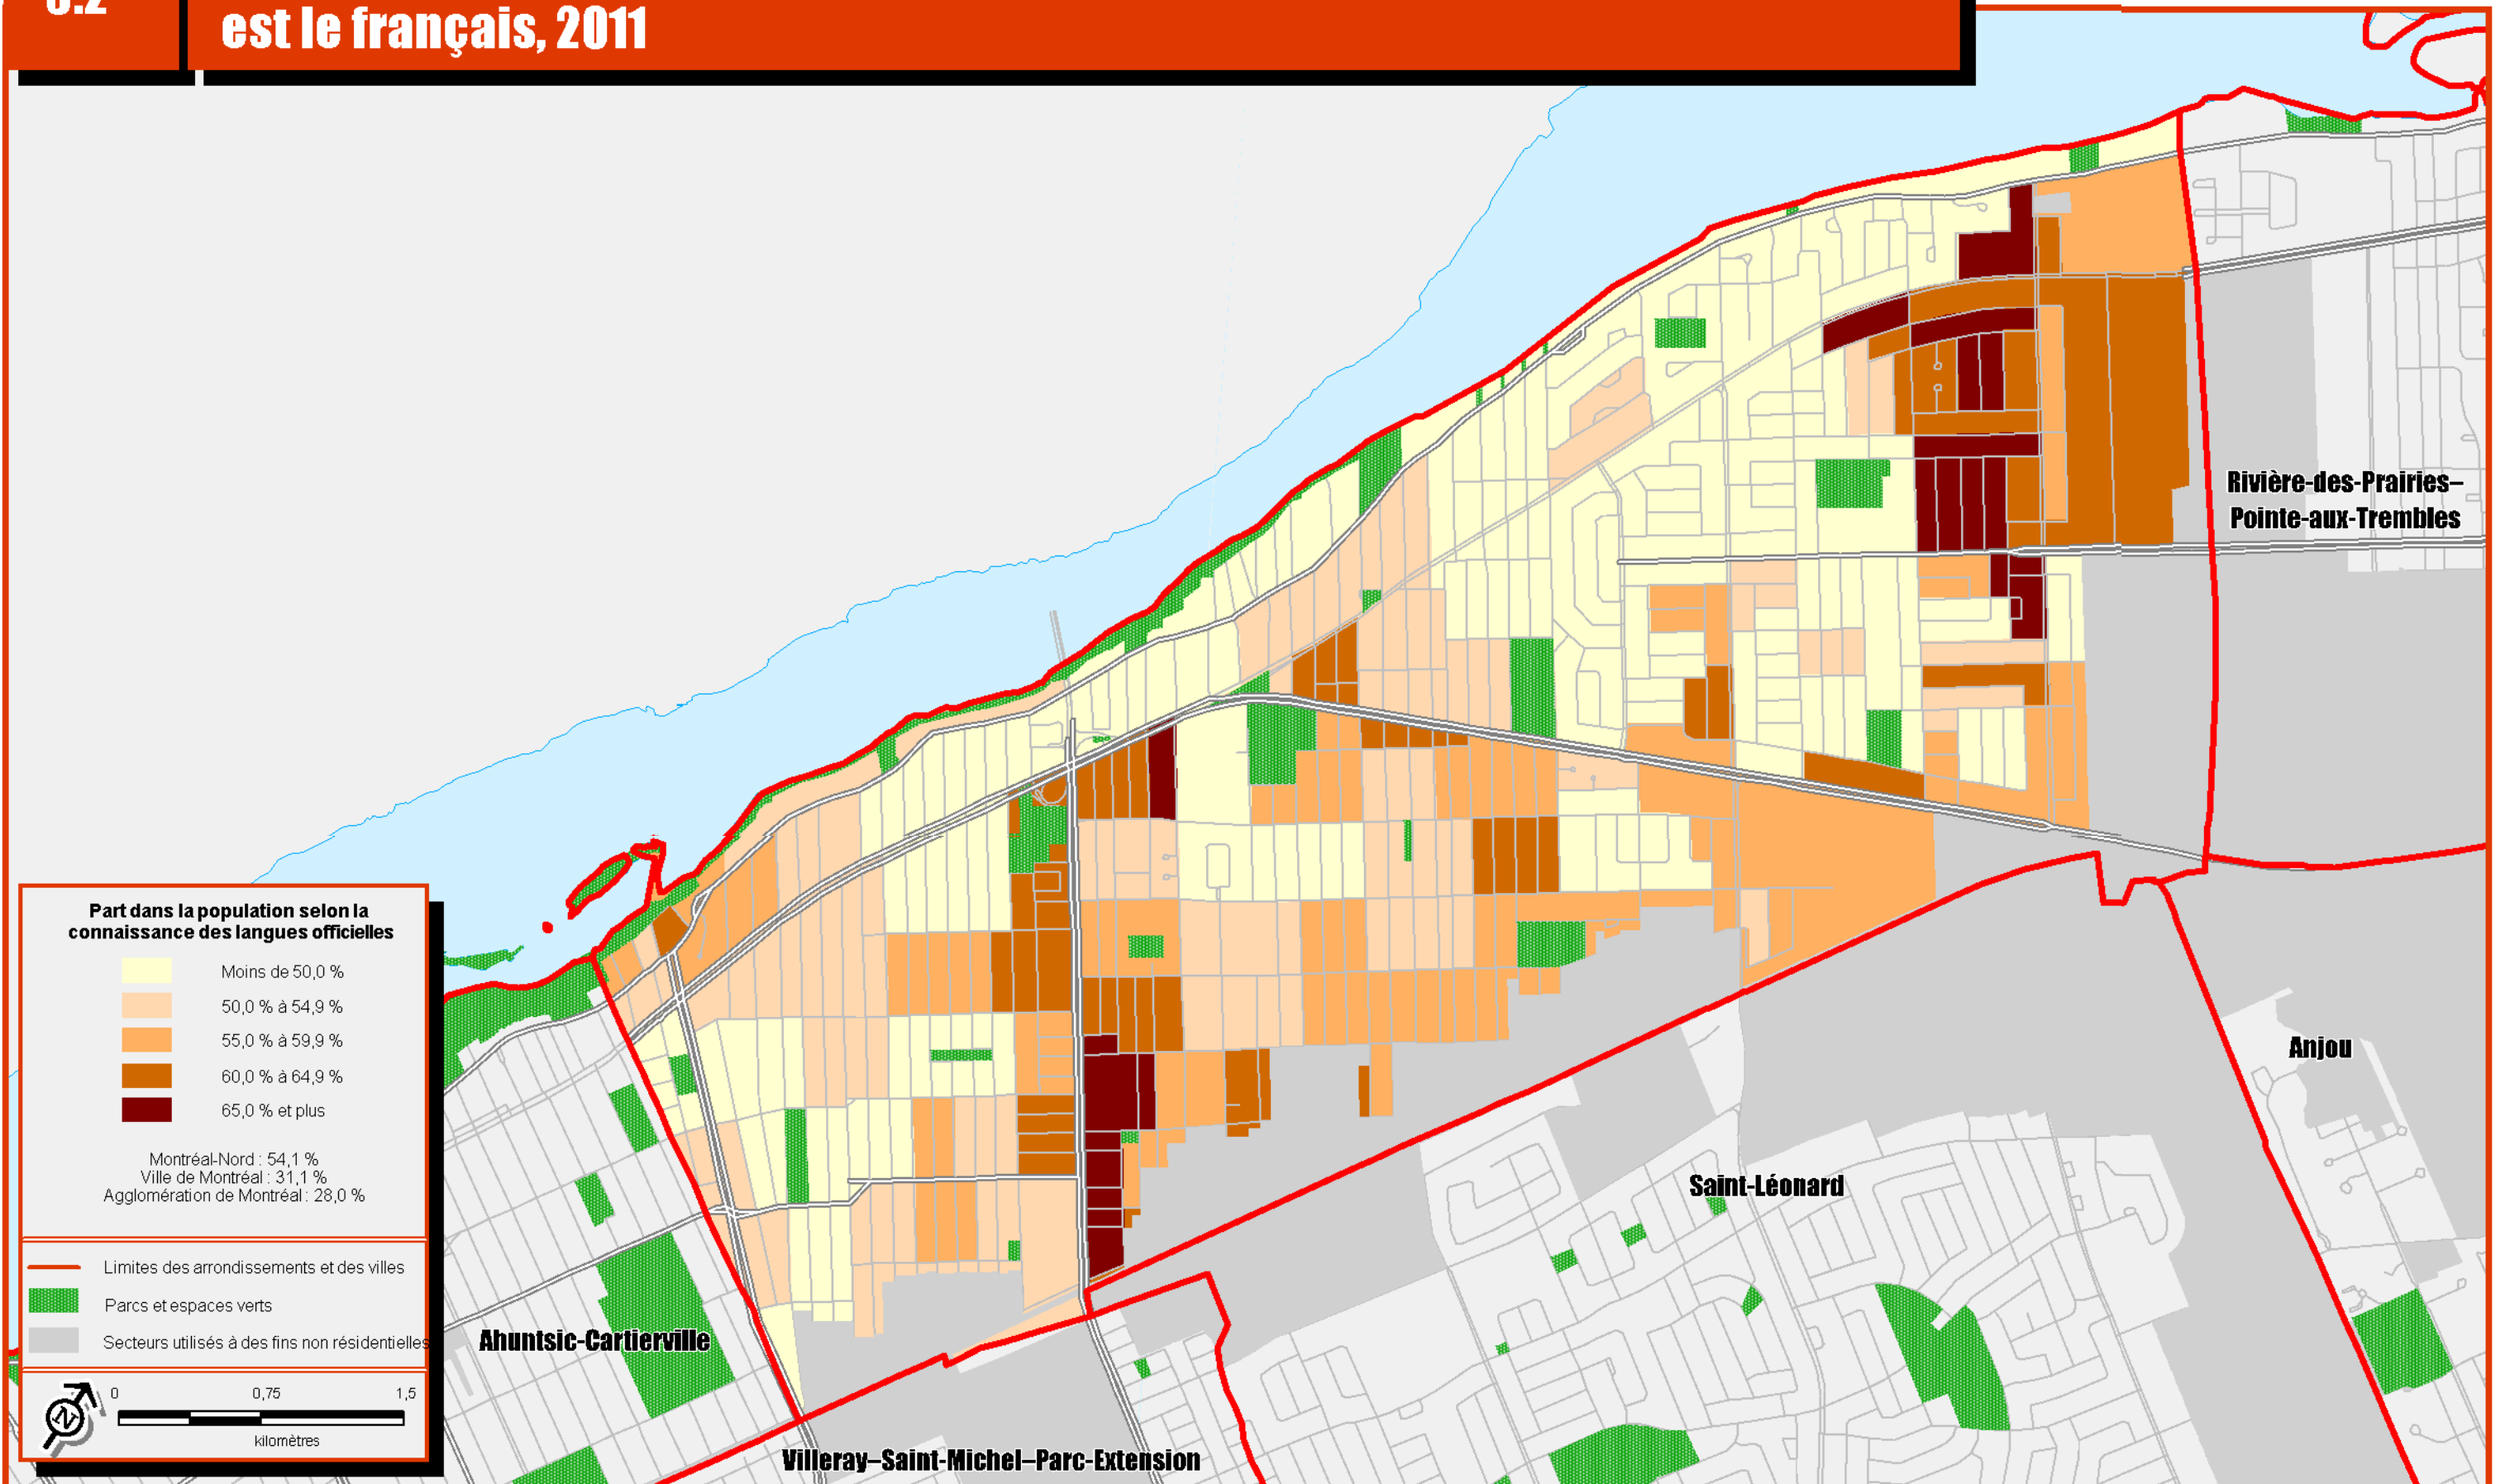 est le français, 2011
Rivière-des-Prairies–
Pointe-aux-Trembles
Part dans la population selon la
connaissance des langues officielles
Moins de 50,0 %
50,0 % à 54,9 %
55,0 % à 59,9 %
60,0 % à 64,9 %
65,0 % et plus
Montréal-Nord : 54,1 %
Ville de Montréal : 31,1 %
Agglomération de Montréal : 28,0 %
Limites des arrondissements et des villes
Parcs et espaces verts
Secteurs utilisés à des fins non résidentielles
N
0 0,75 1,5
kilomètres
Anjou
Saint-Léonard
Ahuntsic-Cartierville
Villeray–Saint-Michel–Parc-Extension